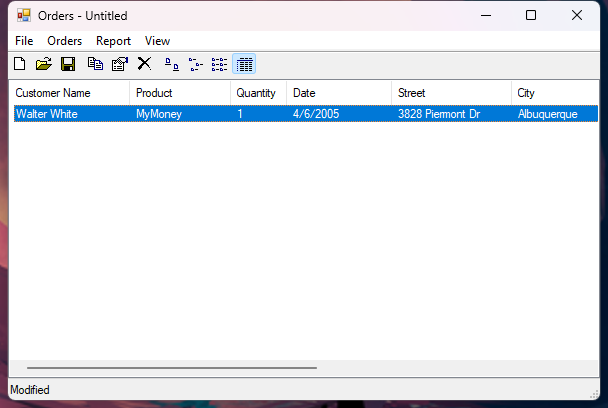 Orders - Untitled
File Orders Report View
Customer Name Product Quantity Date Street City
Walter White MyMoney 1 4/6/2005 3828 Piermont Dr Albuquerque
Modified